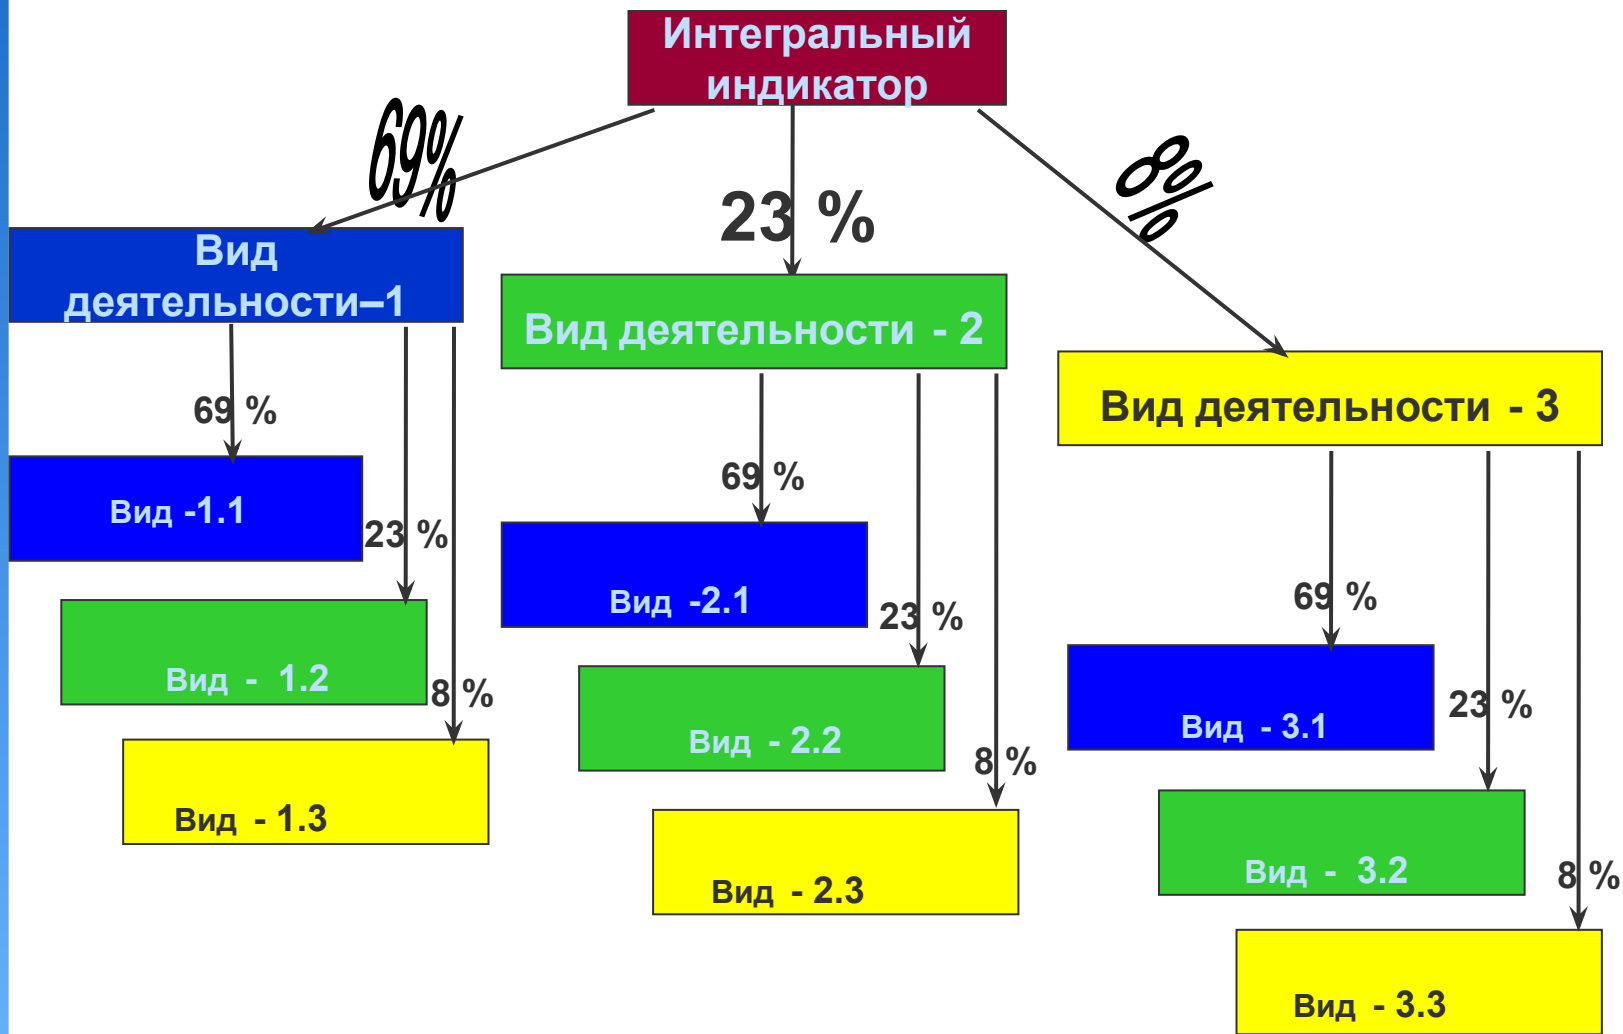 Интегральный
индикатор
69%
23 %
8%
Вид
деятельности–1
Вид деятельности - 2
Вид деятельности - 3
69 %
Вид -1.1
23 %
Вид - 1.2
8 %
Вид - 1.3
69 %
Вид -2.1
23 %
Вид - 2.2
8 %
Вид - 2.3
69 %
Вид - 3.1
23 %
Вид - 3.2
8 %
Вид - 3.3